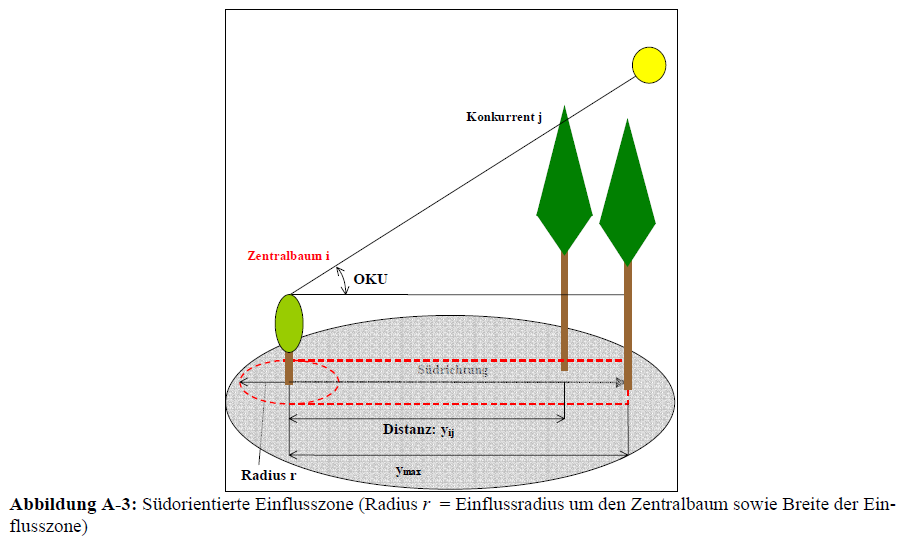 Konkurrent j
Zentralbaum i
OKU
Südrichtung
Distanz: yij
Radius r
ymax
Abbildung A-3: Südorientierte Einflusszone (Radius r = Einflussradius um den Zentralbaum sowie Breite der Ein-
flusszone)